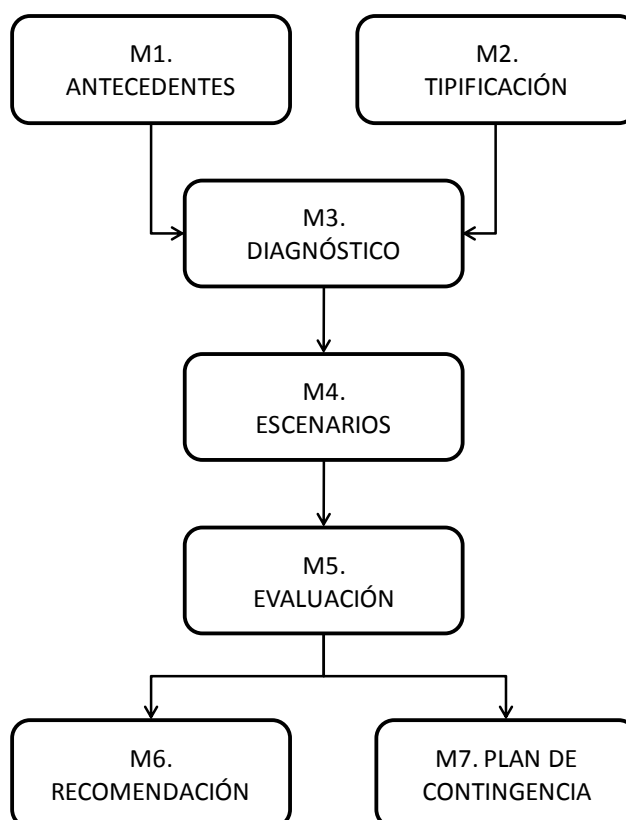 M1.
ANTECEDENTES
M2.
TIPIFICACIÓN
M3.
DIAGNÓSTICO
M4.
ESCENARIOS
M5.
EVALUACIÓN
M6.
RECOMENDACIÓN
M7. PLAN DE
CONTINGENCIA